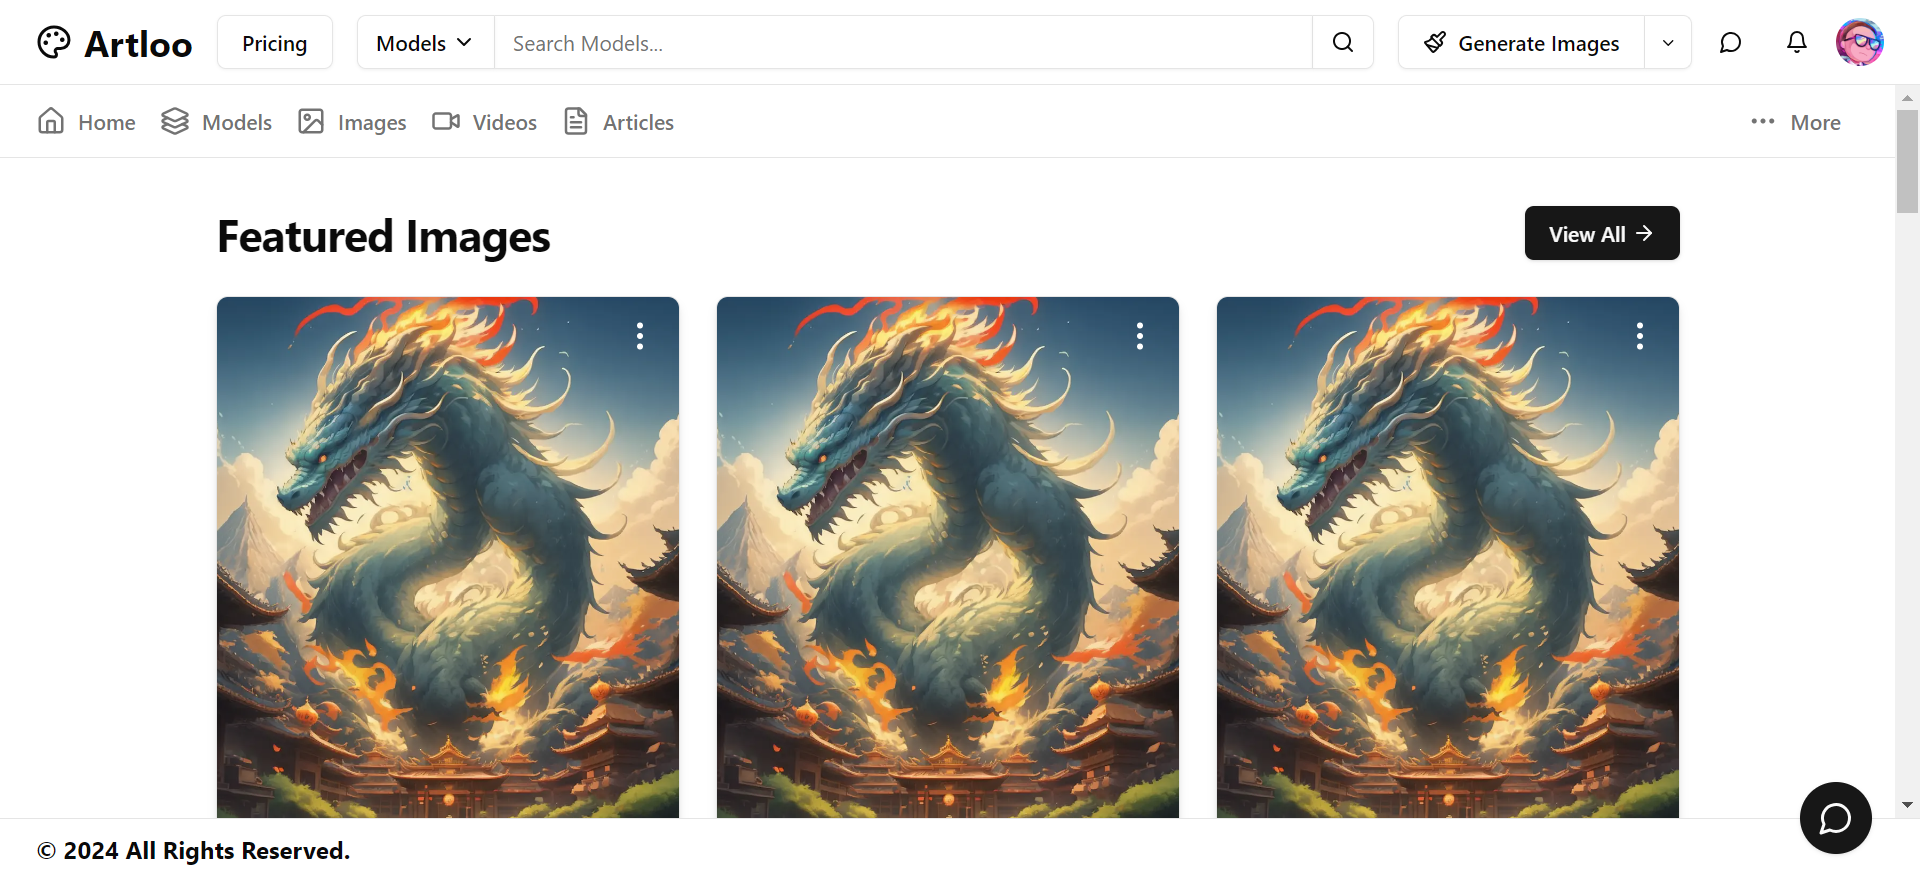 Artloo
Pricing
Models
Search Models...
Generate Images
Home
Models
Images
Videos
Articles
More
Featured Images
View All
© 2024 All Rights Reserved.